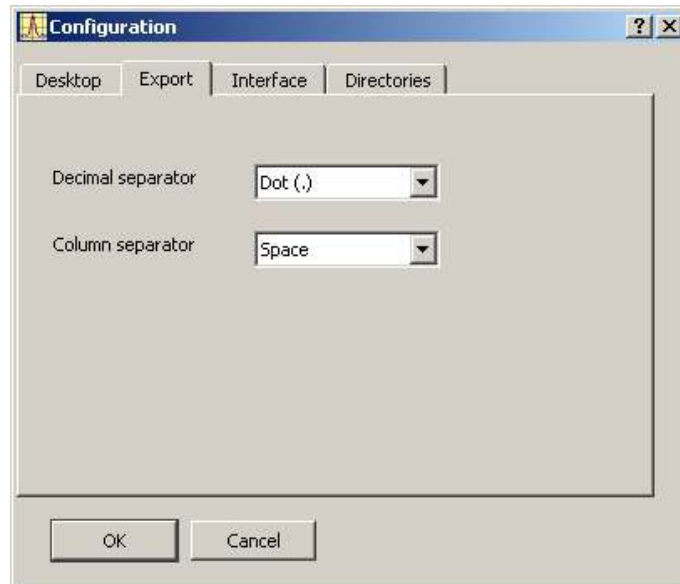 Configuration
Desktop Export Interface Directories
Decimal separator Dot (.)
Column separator Space
OK Cancel